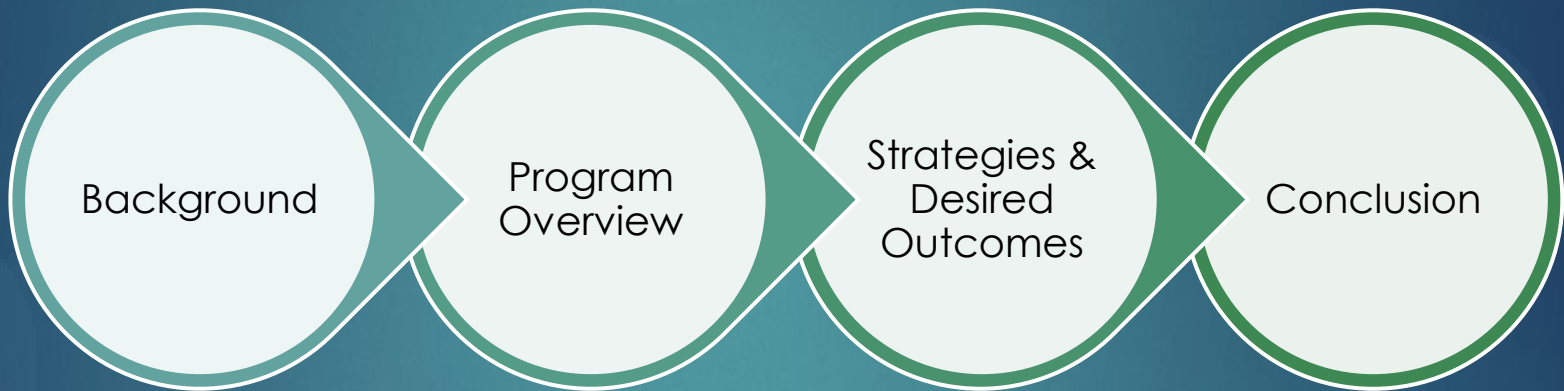 Background
Program
Overview
Strategies &
Desired
Outcomes
Conclusion